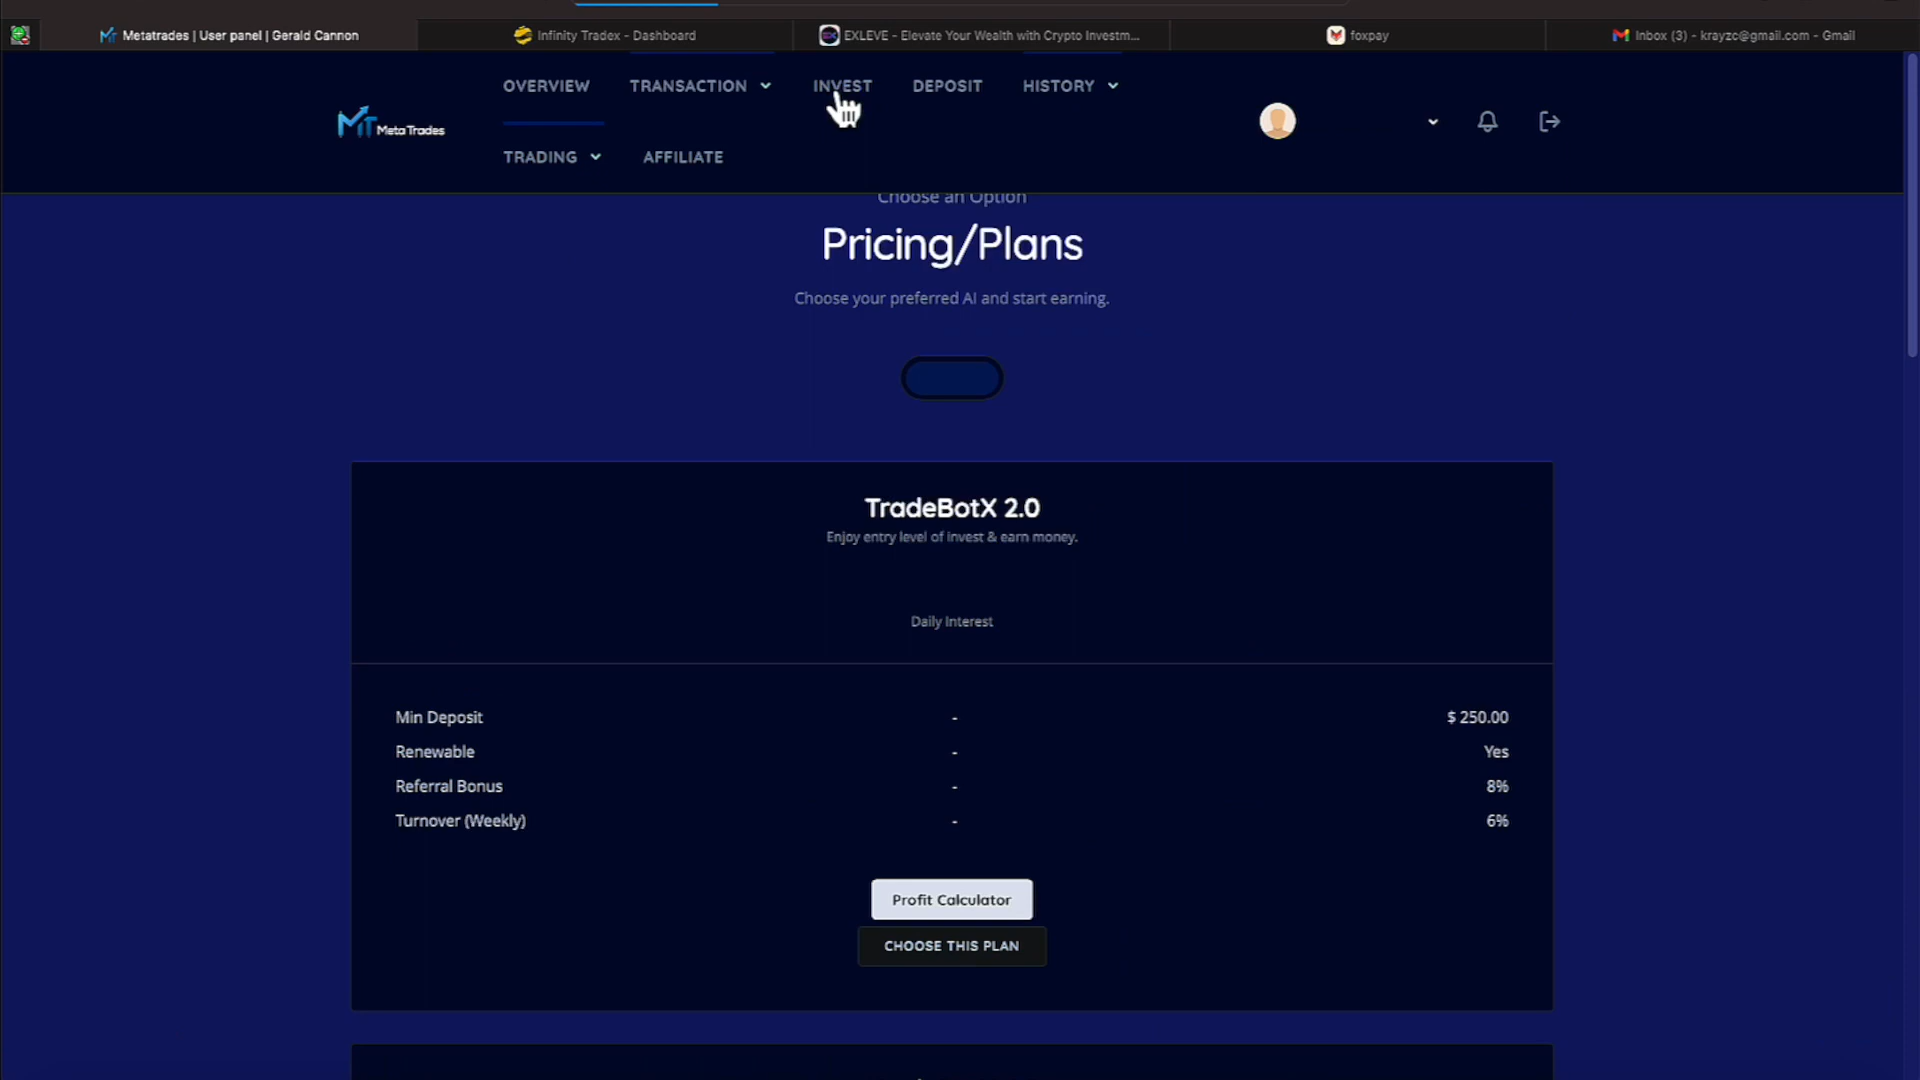 Metatrades | User panel | Gerald Cannon
Infinity Tradex - Dashboard
EXLEVE - Elevate Your Wealth with Crypto Investm...
foxpay
Inbox (3) - krayzc@gmail.com - Gmail
OVERVIEW
TRANSACTION
INVEST
DEPOSIT
HISTORY
MT MetaTrades
TRADING
AFFILIATE
Choose an Option
Pricing/Plans
Choose your preferred AI and start earning.
TradeBotX 2.0
Enjoy entry level of invest & earn money.
Daily Interest
Min Deposit - $ 250.00
Renewable - Yes
Referral Bonus - 8%
Turnover (Weekly) - 6%
Profit Calculator
CHOOSE THIS PLAN